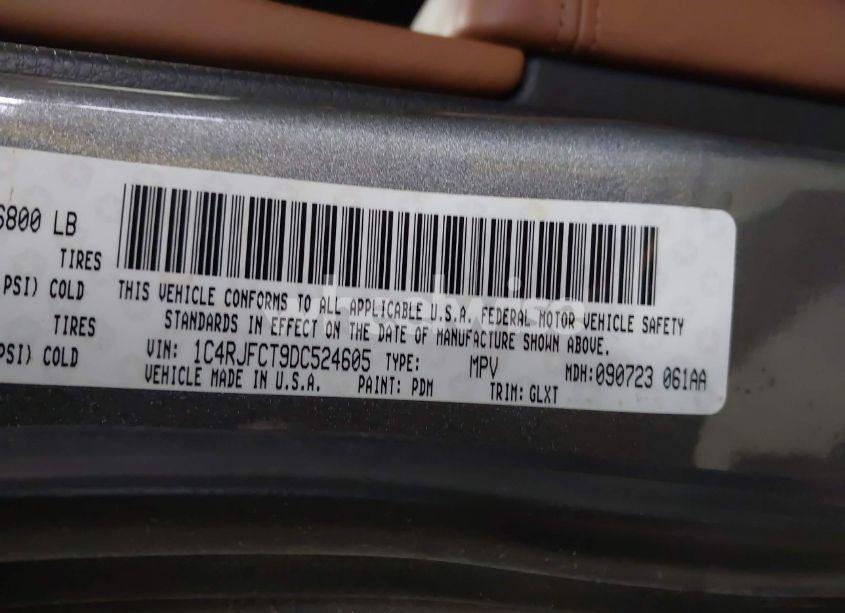 6800 LB
TIRES
PSI) COLD
TIRES
PSI) COLD
THIS VEHICLE CONFORMS TO ALL APPLICABLE U.S.A. FEDERAL MOTOR VEHICLE SAFETY
STANDARDS IN EFFECT ON THE DATE OF MANUFACTURE SHOWN ABOVE.
VIN: 1C4RJFCT9DC524605 TYPE: MPV MDH:090723 061AA
VEHICLE MADE IN U.S.A. PAINT: PDM TRIM: GLXT